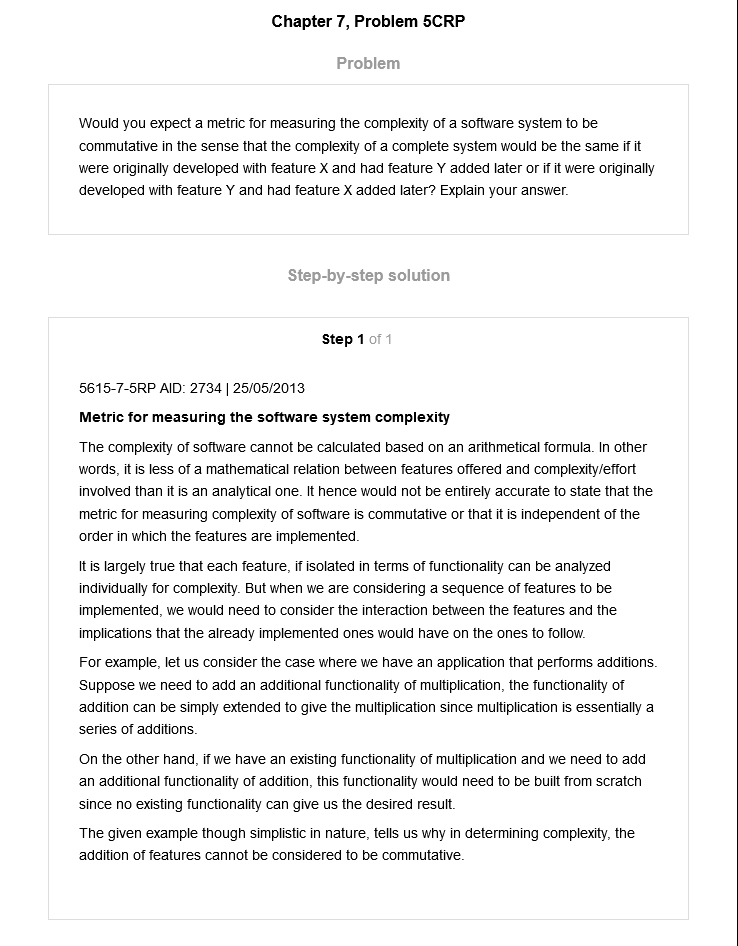 Chapter 7, Problem 5CRP
Problem
Would you expect a metric for measuring the complexity of a software system to be
commutative in the sense that the complexity of a complete system would be the same if it
were originally developed with feature X and had feature Y added later or if it were originally
developed with feature Y and had feature X added later? Explain your answer.
Step-by-step solution
Step 1 of 1
5615-7-5RP AID: 2734 | 25/05/2013
Metric for measuring the software system complexity
The complexity of software cannot be calculated based on an arithmetical formula. In other
words, it is less of a mathematical relation between features offered and complexity/effort
involved than it is an analytical one. It hence would not be entirely accurate to state that the
metric for measuring complexity of software is commutative or that it is independent of the
order in which the features are implemented.
It is largely true that each feature, if isolated in terms of functionality can be analyzed
individually for complexity. But when we are considering a sequence of features to be
implemented, we would need to consider the interaction between the features and the
implications that the already implemented ones would have on the ones to follow.
For example, let us consider the case where we have an application that performs additions.
Suppose we need to add an additional functionality of multiplication, the functionality of
addition can be simply extended to give the multiplication since multiplication is essentially a
series of additions.
On the other hand, if we have an existing functionality of multiplication and we need to add
an additional functionality of addition, this functionality would need to be built from scratch
since no existing functionality can give us the desired result.
The given example though simplistic in nature, tells us why in determining complexity, the
addition of features cannot be considered to be commutative.